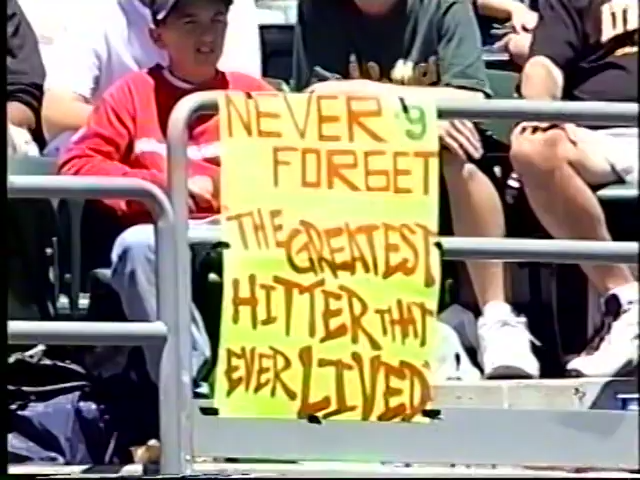 NEVER 9
FORGET
THE GREATEST
HITTER THAT
EVER LIVED